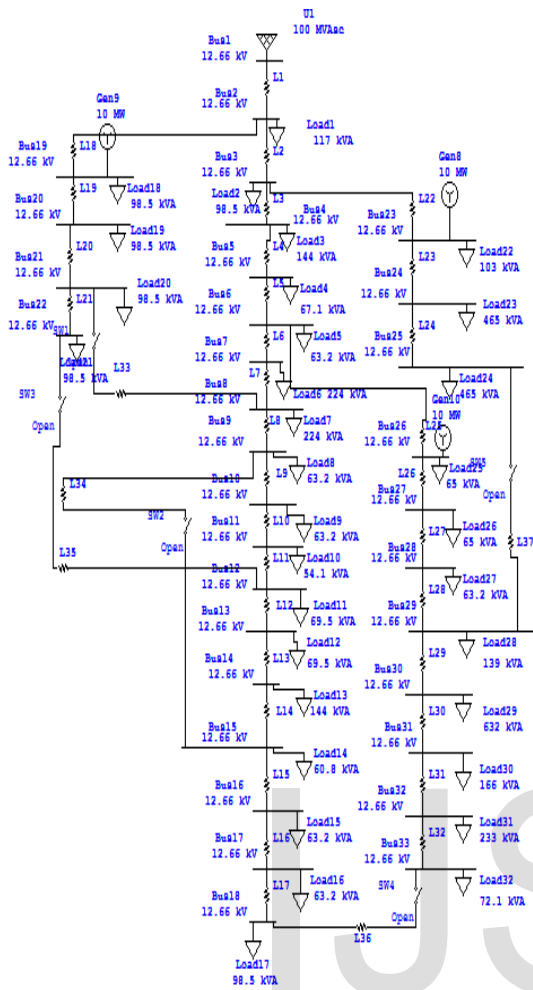 U1
100 MVAsc
Bus1
12.66 kV
L1
Bus2
12.66 kV
Gen9
10 MW
Load1
117 kVA
Bus19
12.66 kV
L18
Bus3
12.66 kV
L2
Gen8
10 MW
Load18
98.5 kVA
Load2
98.5 kVA
L3
Bus4
12.66 kV
L22
Bus20
12.66 kV
L19
Bus23
12.66 kV
Load19
98.5 kVA
Load3
144 kVA
Load22
103 kVA
Bus21
12.66 kV
L20
Bus5
12.66 kV
L4
Bus24
12.66 kV
L23
Load20
98.5 kVA
Load4
67.1 kVA
Load23
465 kVA
Bus22
12.66 kV
L21
Bus6
12.66 kV
L5
Bus25
12.66 kV
L24
SW1
Load5
63.2 kVA
98.5 kVA
Bus7
12.66 kV
L6
Load24
465 kVA
L33
L7
Load6 224 kVA
SW3
Open
Bus8
12.66 kV
Gen10
10 MW
Load7
224 kVA
Bus9
12.66 kV
L8
Bus26
12.66 kV
L25
Load25
65 kVA
SW5
Open
Load8
63.2 kVA
L34
Bus10
12.66 kV
L9
Bus27
12.66 kV
L26
SW2
Open
Load9
63.2 kVA
Load26
65 kVA
Bus11
12.66 kV
L10
Bus28
12.66 kV
L27
L37
L35
Load10
54.1 kVA
Load27
63.2 kVA
Bus12
12.66 kV
L11
Bus29
12.66 kV
L28
Load11
69.5 kVA
Bus13
12.66 kV
L12
Load12
69.5 kVA
Load28
139 kVA
Bus14
12.66 kV
L13
Bus30
12.66 kV
L29
Load13
144 kVA
Load29
632 kVA
Bus15
12.66 kV
L14
Bus31
12.66 kV
L30
Load14
60.8 kVA
Load30
166 kVA
Bus16
12.66 kV
L15
Bus32
12.66 kV
L31
Load15
63.2 kVA
Load31
233 kVA
Bus17
12.66 kV
L16
Bus33
12.66 kV
L32
Load16
63.2 kVA
SW4
Open
Load32
72.1 kVA
Bus18
12.66 kV
L17
L36
Load17
98.5 kVA
IJS